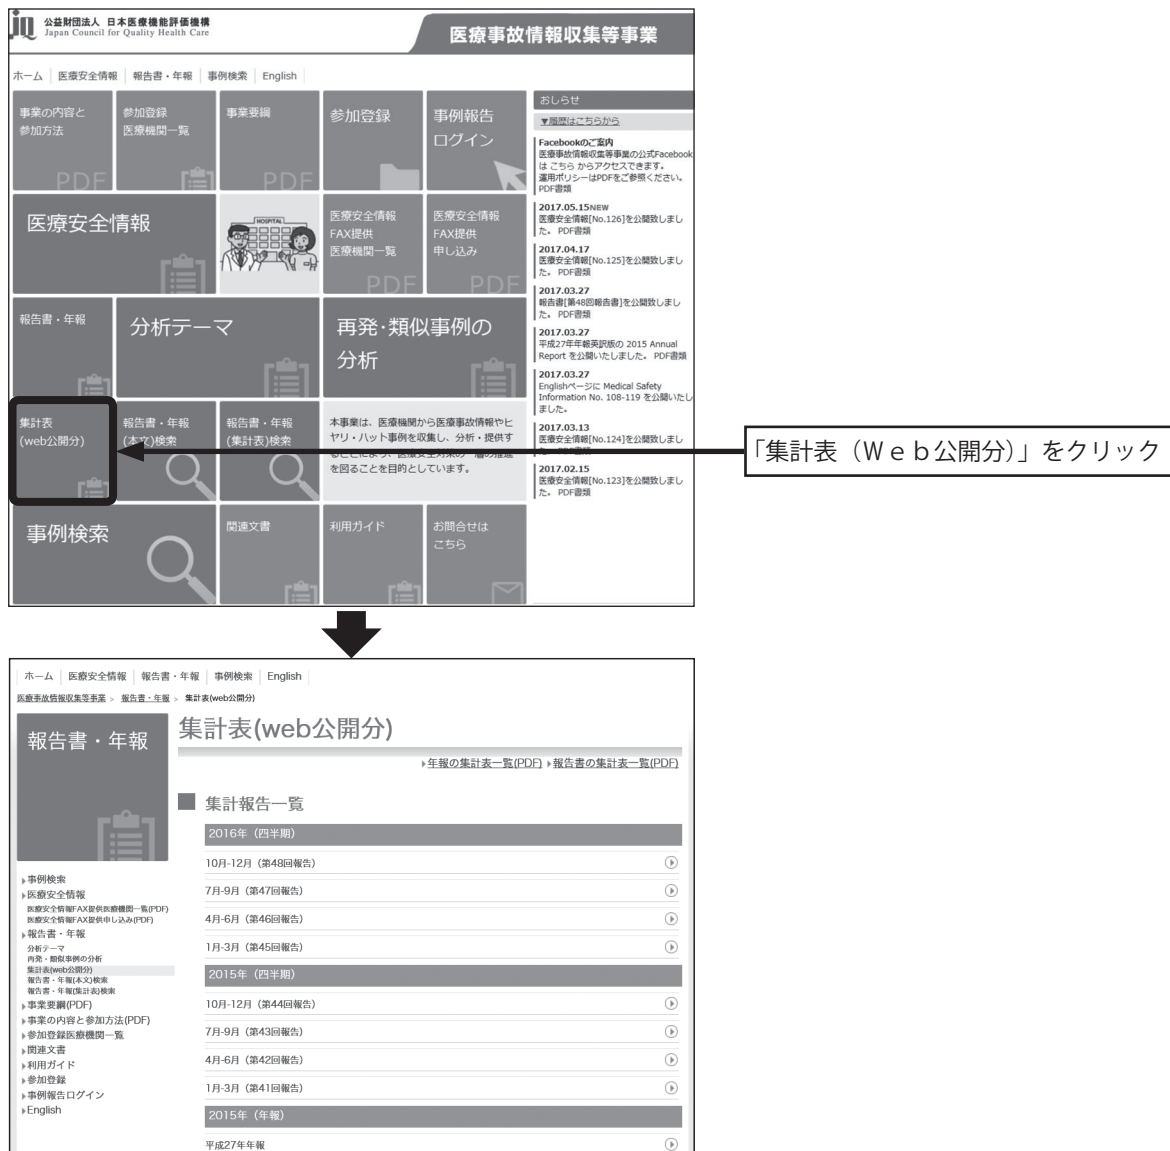 公益財団法人 日本医療機能評価機構
Japan Council for Quality Health Care
医療事故情報収集等事業
ホーム 医療安全情報 報告書・年報 事例検索 English
事業の内容と
参加方法
PDF
参加登録
医療機関一覧
事業要綱
PDF
参加登録
事例報告
ログイン
医療安全情報
HOSPITAL
医療安全情報
FAX提供
医療機関一覧
PDF
医療安全情報
FAX提供
申し込み
PDF
報告書・年報
分析テーマ
再発・類似事例の
分析
集計表
(web公開分)
報告書・年報
(本文)検索
報告書・年報
(集計表)検索
本事業は、医療機関から医療事故情報やヒ
ヤリ・ハット事例を収集し、分析・提供す
ることにより、医療安全対策の一層の推進
を図ることを目的としています。
事例検索
関連文書
利用ガイド
お問合せは
こちら
おしらせ
▼履歴はこちらから
Facebookのご案内
医療事故情報収集等事業の公式Facebook
は こちら からアクセスできます。
運用ポリシーはPDFをご参照ください。
PDF書類
2017.05.15NEW
医療安全情報[No.126]を公開致しまし
た。 PDF書類
2017.04.17
医療安全情報[No.125]を公開致しまし
た。 PDF書類
2017.03.27
報告書[第48回報告書]を公開致しまし
た。 PDF書類
2017.03.27
平成27年年報英訳版の 2015 Annual
Report を公開いたしました。 PDF書類
2017.03.27
Englishページに Medical Safety
Information No. 108-119 を公開いたし
ました。
2017.03.13
医療安全情報[No.124]を公開致しまし
た。 PDF書類
2017.02.15
医療安全情報[No.123]を公開致しまし
た。 PDF書類
「集計表（Ｗｅｂ公開分）」をクリック
ホーム 医療安全情報 報告書・年報 事例検索 English
医療事故情報収集等事業 > 報告書・年報 > 集計表(web公開分)
報告書・年報
事例検索
医療安全情報
医療安全情報FAX提供医療機関一覧(PDF)
医療安全情報FAX提供申し込み(PDF)
報告書・年報
分析テーマ
再発・類似事例の分析
集計表(web公開分)
報告書・年報(本文)検索
報告書・年報(集計表)検索
事業要綱(PDF)
事業の内容と参加方法(PDF)
参加登録医療機関一覧
関連文書
利用ガイド
参加登録
事例報告ログイン
English
集計表(web公開分)
年報の集計表一覧(PDF) 報告書の集計表一覧(PDF)
集計報告一覧
2016年（四半期）
10月-12月（第48回報告）
7月-9月（第47回報告）
4月-6月（第46回報告）
1月-3月（第45回報告）
2015年（四半期）
10月-12月（第44回報告）
7月-9月（第43回報告）
4月-6月（第42回報告）
1月-3月（第41回報告）
2015年（年報）
平成27年年報